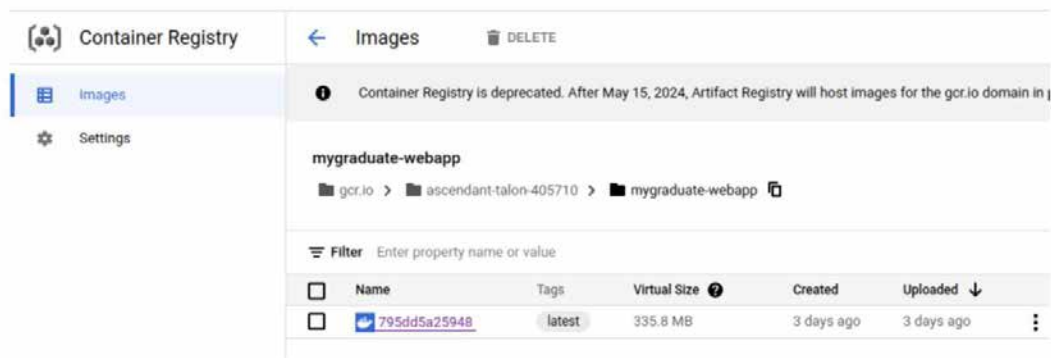 Container Registry
Images
Settings
Images DELETE
Container Registry is deprecated. After May 15, 2024, Artifact Registry will host images for the gcr.io domain in
mygraduate-webapp
gcr.io > ascendant-talon-405710 > mygraduate-webapp
Filter Enter property name or value
Name Tags Virtual Size Created Uploaded
795dd5a25948 latest 335.8 MB 3 days ago 3 days ago